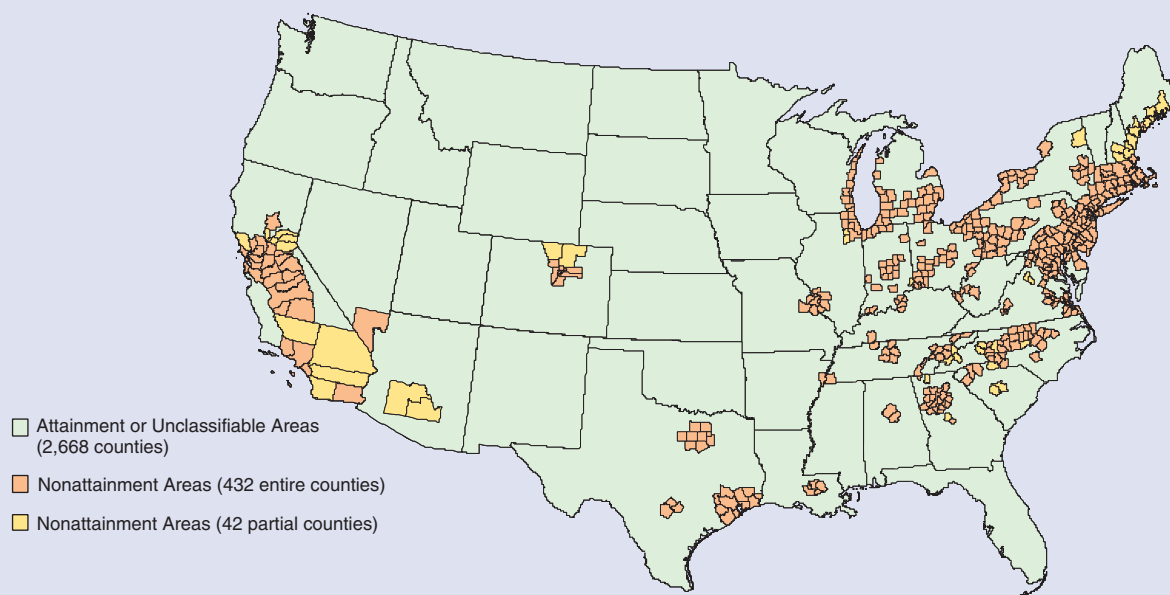 Attainment or Unclassifiable Areas
(2,668 counties)
Nonattainment Areas (432 entire counties)
Nonattainment Areas (42 partial counties)